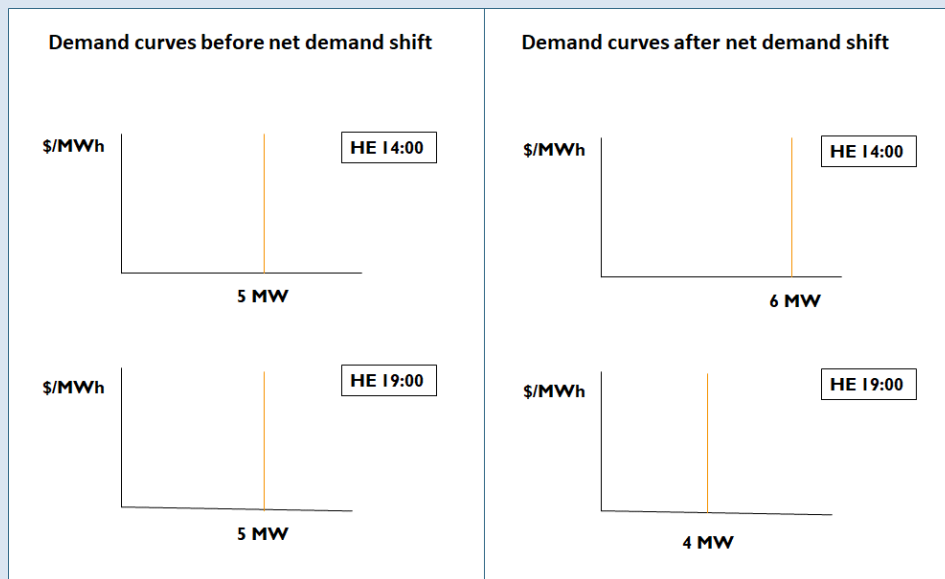 Demand curves before net demand shift
$/MWh
HE 14:00
5 MW
$/MWh
HE 19:00
5 MW
Demand curves after net demand shift
$/MWh
HE 14:00
6 MW
$/MWh
HE 19:00
4 MW